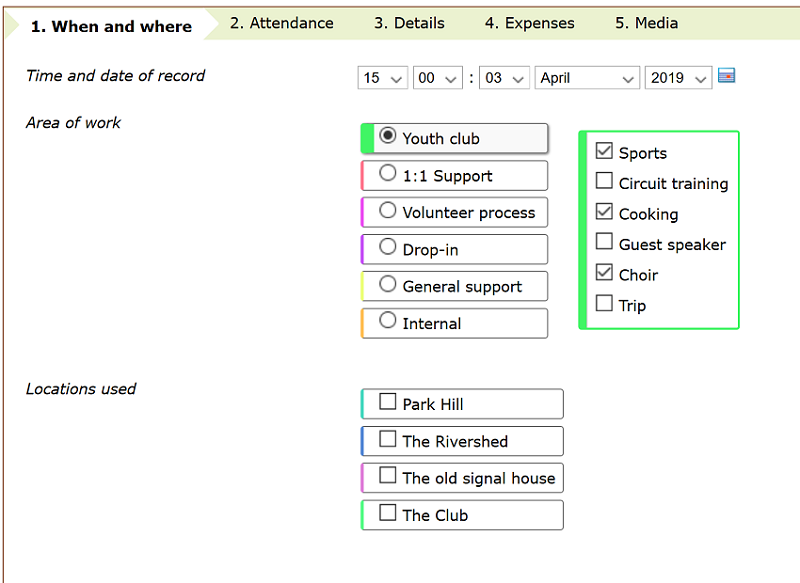 1. When and where 2. Attendance 3. Details 4. Expenses 5. Media
Time and date of record 15 00 : 03 April 2019
Area of work
Youth club
1:1 Support
Volunteer process
Drop-in
General support
Internal
Sports
Circuit training
Cooking
Guest speaker
Choir
Trip
Locations used
Park Hill
The Rivershed
The old signal house
The Club